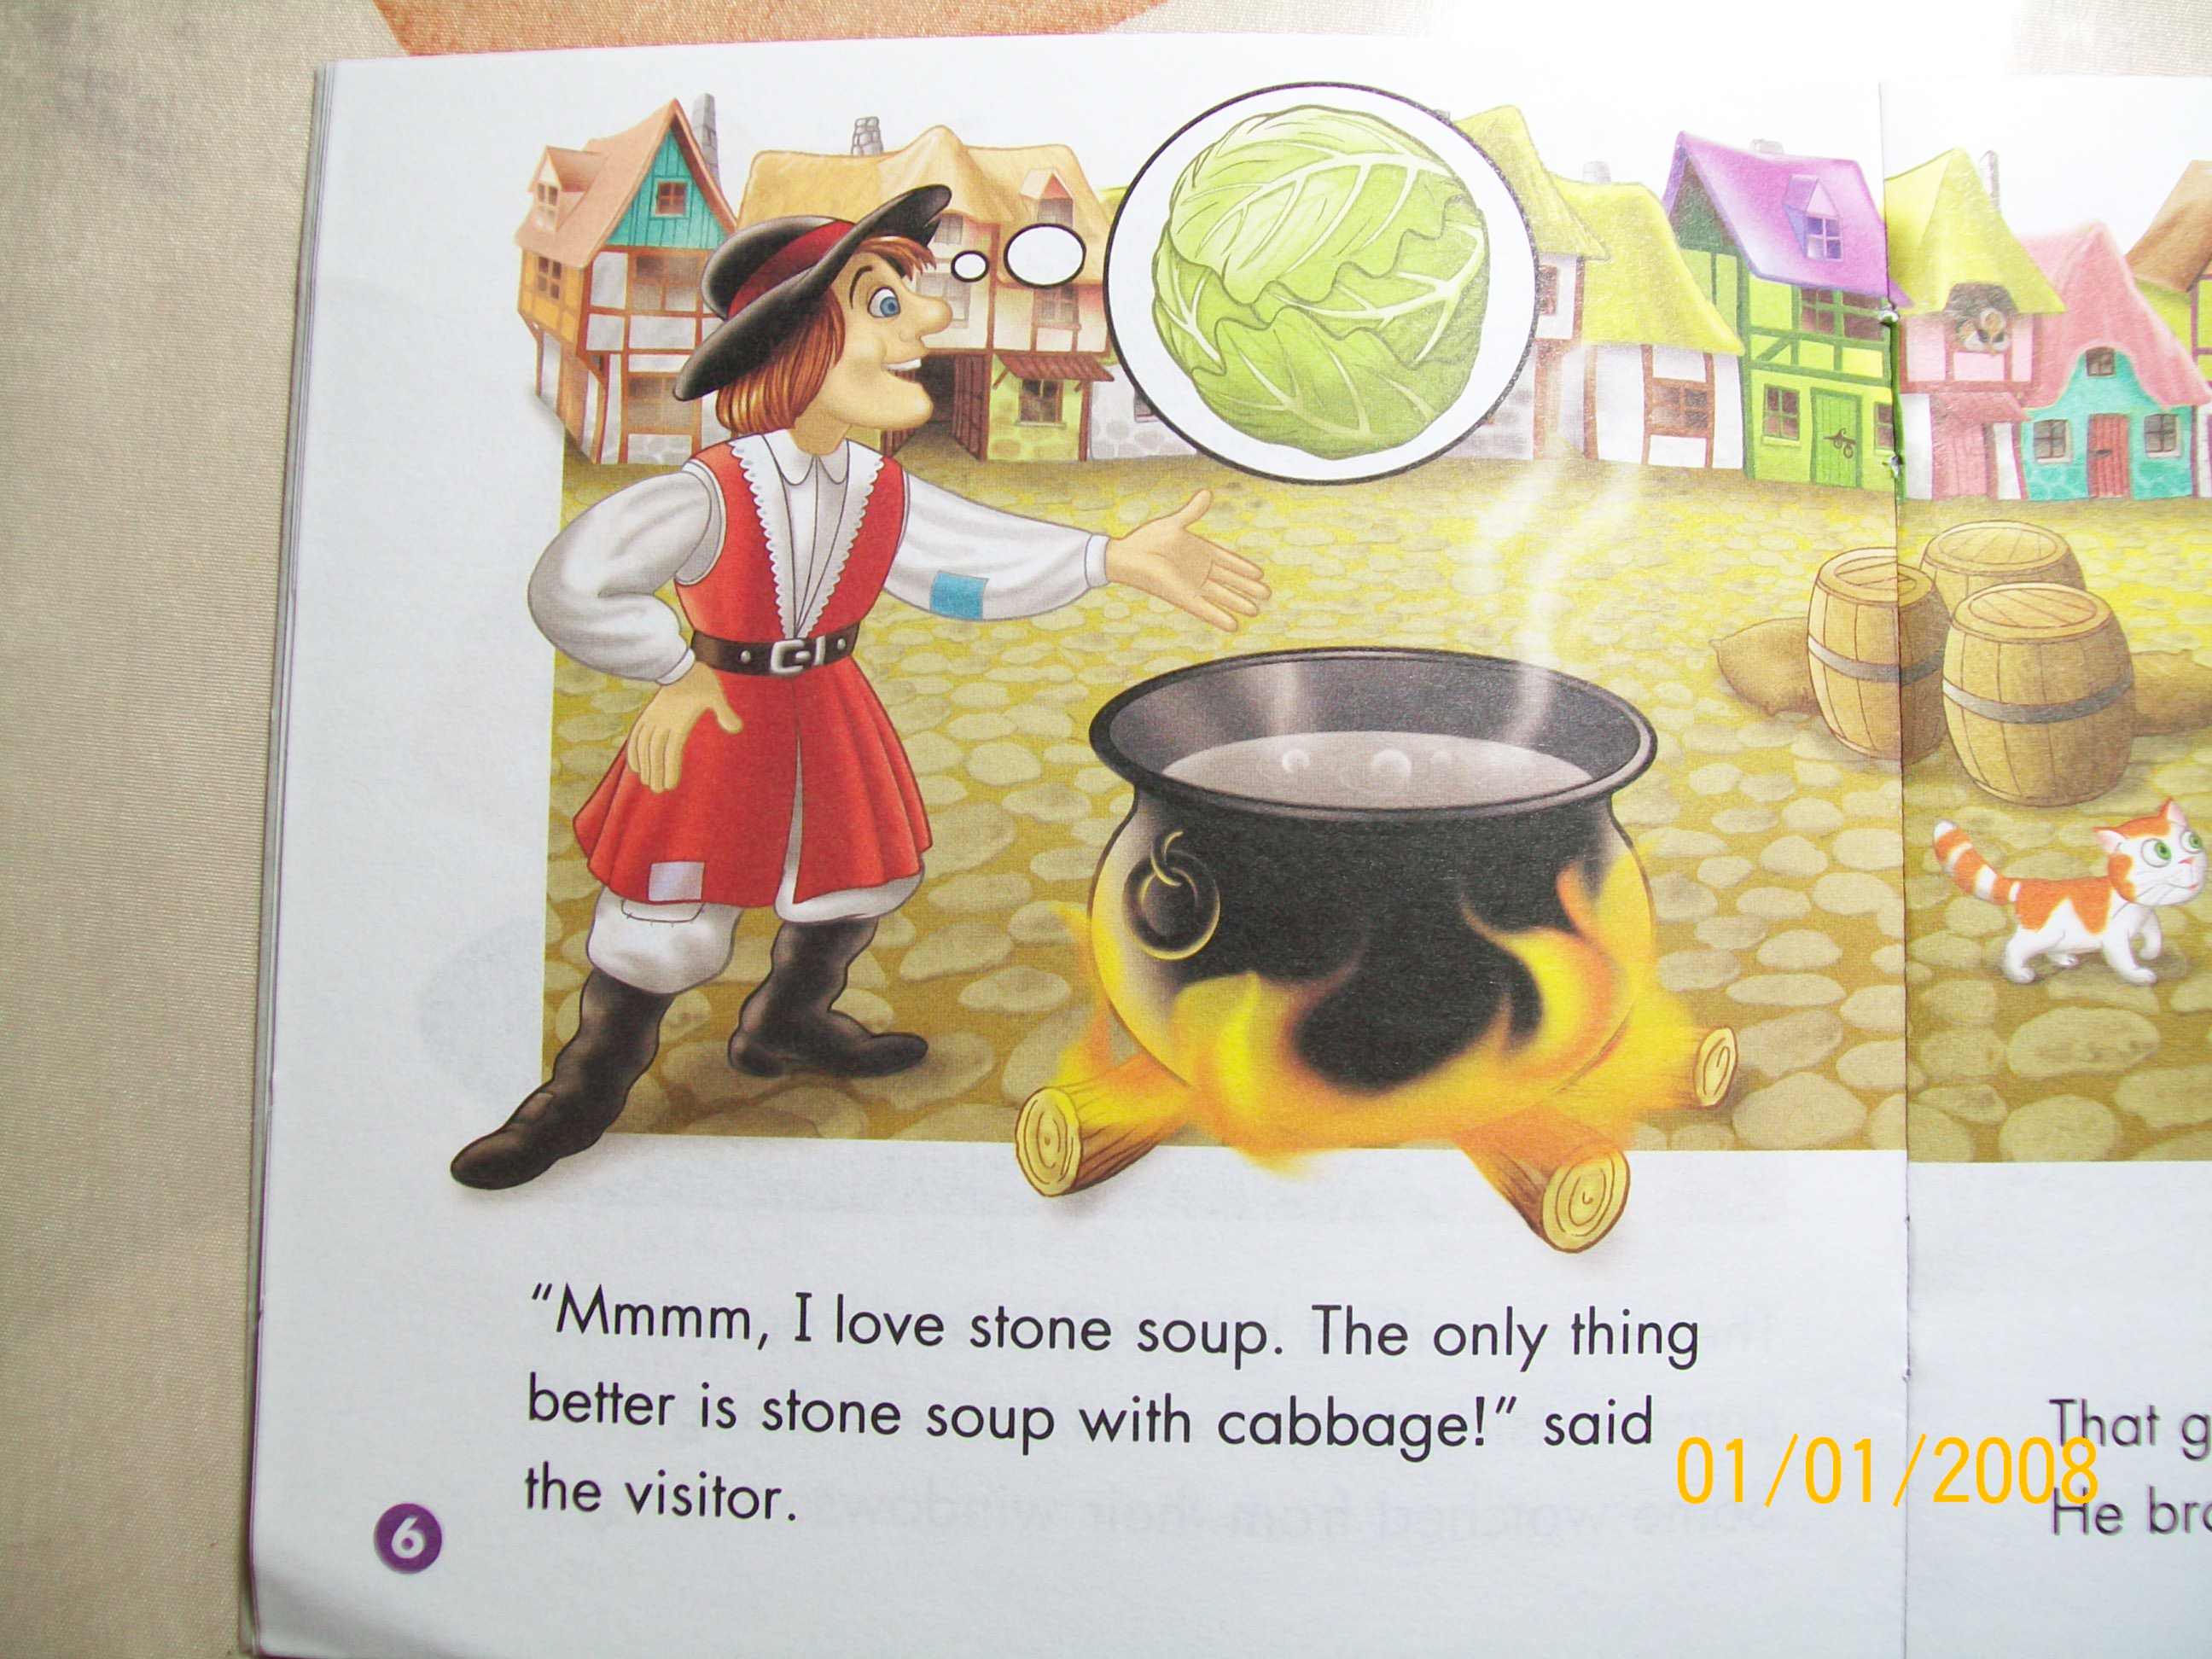 “Mmmm, I love stone soup. The only thing
better is stone soup with cabbage!” said
the visitor.
6
That
He
01/01/2008